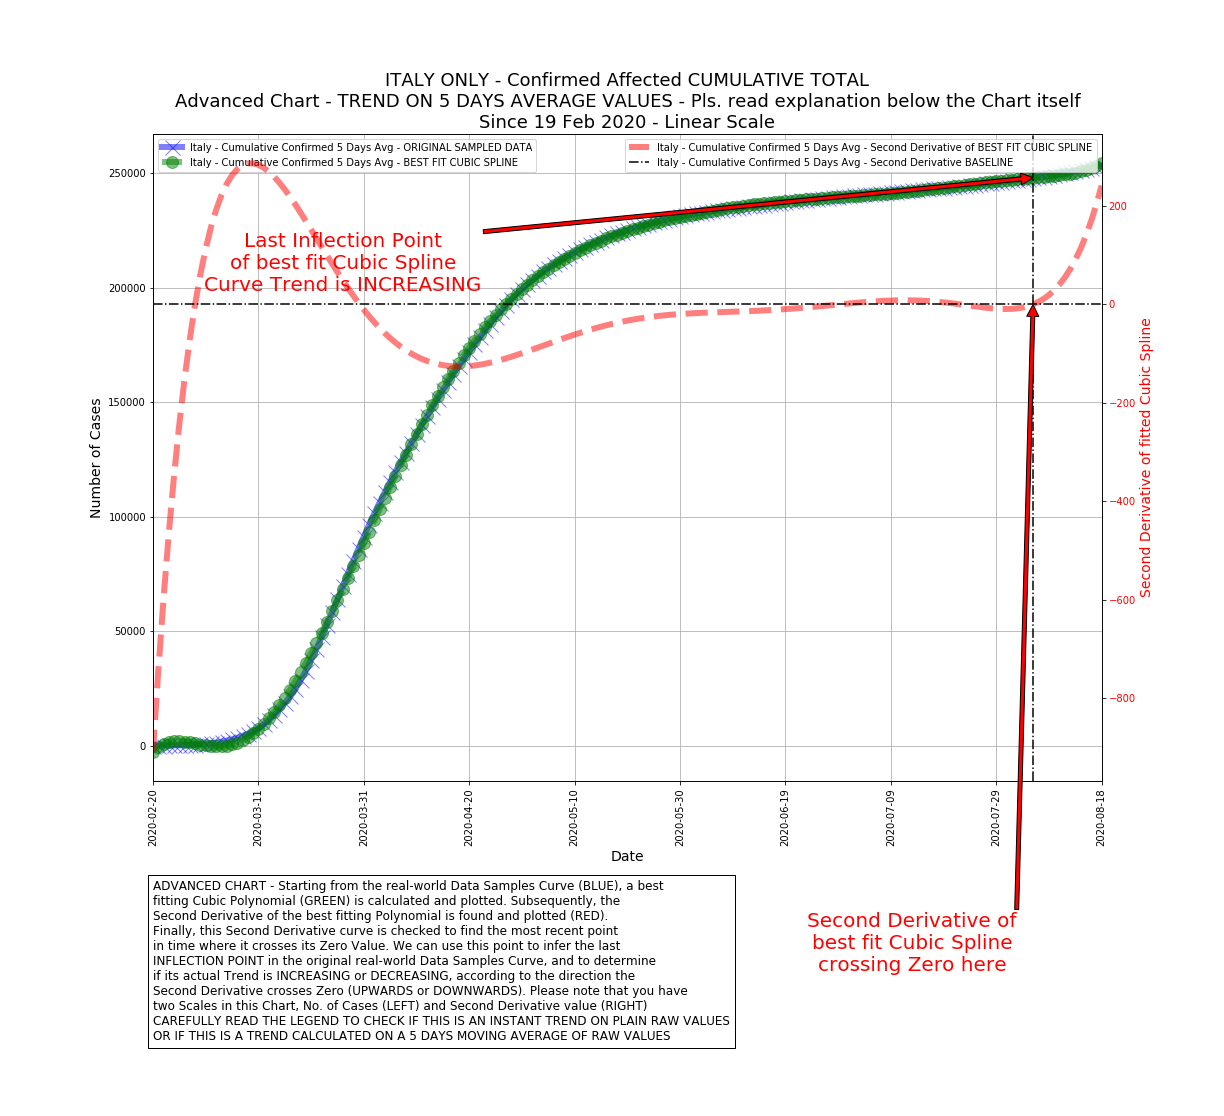 ITALY ONLY - Confirmed Affected CUMULATIVE TOTAL
Advanced Chart - TREND ON 5 DAYS AVERAGE VALUES - Pls. read explanation below the Chart itself
Since 19 Feb 2020 - Linear Scale
Italy - Cumulative Confirmed 5 Days Avg - ORIGINAL SAMPLED DATA
Italy - Cumulative Confirmed 5 Days Avg - BEST FIT CUBIC SPLINE
Italy - Cumulative Confirmed 5 Days Avg - Second Derivative of BEST FIT CUBIC SPLINE
Italy - Cumulative Confirmed 5 Days Avg - Second Derivative BASELINE
Last Inflection Point
of best fit Cubic Spline
Curve Trend is INCREASING
Number of Cases
250000
200000
150000
100000
50000
0
200
0
−200
−400
−600
−800
Second Derivative of fitted Cubic Spline
2020-02-20
2020-03-11
2020-03-31
2020-04-20
2020-05-10
2020-05-30
2020-06-19
2020-07-09
2020-07-29
2020-08-18
Date
ADVANCED CHART - Starting from the real-world Data Samples Curve (BLUE), a best
fitting Cubic Polynomial (GREEN) is calculated and plotted. Subsequently, the
Second Derivative of the best fitting Polynomial is found and plotted (RED).
Finally, this Second Derivative curve is checked to find the most recent point
in time where it crosses its Zero Value. We can use this point to infer the last
INFLECTION POINT in the original real-world Data Samples Curve, and to determine
if its actual Trend is INCREASING or DECREASING, according to the direction the
Second Derivative crosses Zero (UPWARDS or DOWNWARDS). Please note that you have
two Scales in this Chart, No. of Cases (LEFT) and Second Derivative value (RIGHT)
CAREFULLY READ THE LEGEND TO CHECK IF THIS IS AN INSTANT TREND ON PLAIN RAW VALUES
OR IF THIS IS A TREND CALCULATED ON A 5 DAYS MOVING AVERAGE OF RAW VALUES
Second Derivative of
best fit Cubic Spline
crossing Zero here